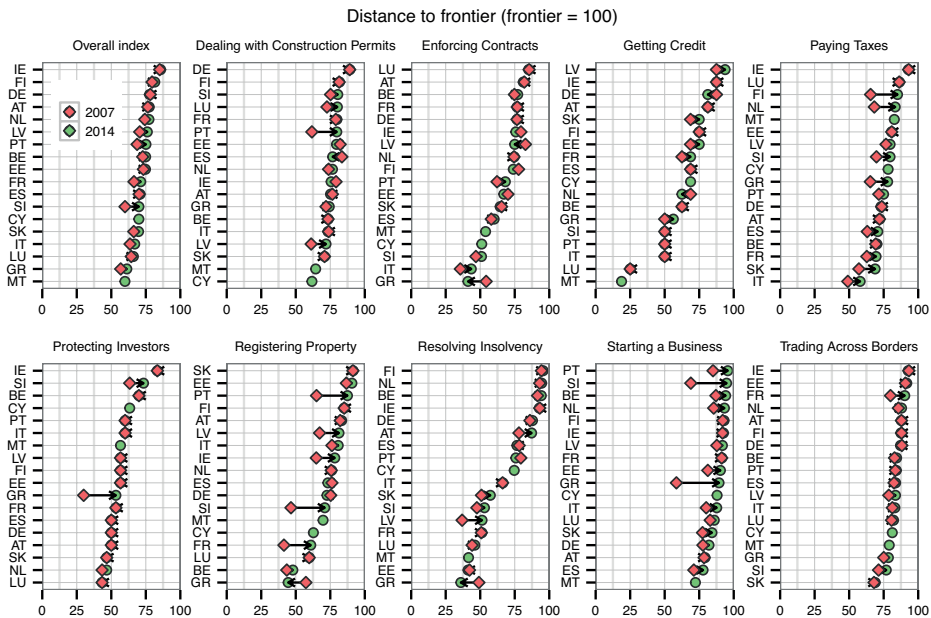 Distance to frontier (frontier = 100)
Overall index
IE
FI
DE
AT
NL
LV
PT
BE
EE
FR
ES
SI
CY
SK
IT
LU
GR
MT
0 25 50 75 100
2007
2014
Dealing with Construction Permits
DE
FI
SI
LU
FR
PT
EE
ES
NL
IE
AT
GR
BE
IT
LV
SK
MT
CY
0 25 50 75 100
Enforcing Contracts
LU
AT
BE
FR
DE
IE
LV
NL
FI
PT
EE
SK
ES
MT
CY
SI
IT
GR
0 25 50 75 100
Getting Credit
LV
IE
DE
AT
SK
FI
EE
FR
ES
CY
NL
BE
GR
SI
PT
IT
LU
MT
0 25 50 75 100
Paying Taxes
IE
LU
FI
NL
MT
EE
LV
SI
CY
GR
PT
DE
AT
ES
BE
FR
SK
IT
0 25 50 75 100
Protecting Investors
IE
SI
BE
CY
PT
IT
MT
LV
FI
EE
GR
FR
ES
DE
AT
SK
NL
LU
0 25 50 75 100
Registering Property
SK
EE
PT
FI
AT
LV
IT
IE
NL
ES
DE
SI
MT
CY
FR
LU
BE
GR
0 25 50 75 100
Resolving Insolvency
FI
NL
BE
IE
DE
AT
ES
PT
CY
IT
SK
SI
LV
FR
LU
MT
EE
GR
0 25 50 75 100
Starting a Business
PT
SI
BE
NL
FI
IE
LV
FR
EE
GR
CY
IT
LU
SK
DE
AT
ES
MT
0 25 50 75 100
Trading Across Borders
IE
EE
FR
NL
AT
FI
DE
BE
PT
ES
LV
IT
LU
CY
MT
GR
SI
SK
0 25 50 75 100